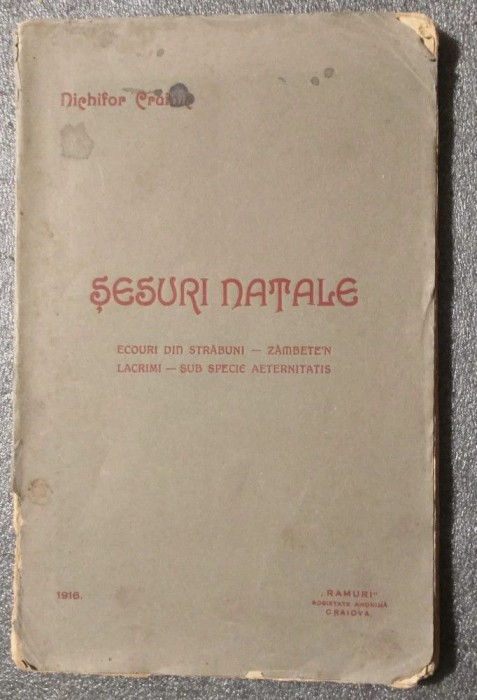 Nichifor Crainic
ȘESURI NATALE
ECOURI DIN STRĂBUNI — ZÂMBETE'N
LACRIMI — SUB SPECIE AETERNITATIS
1916.
„RAMURI"
SOCIETATE ANONIMĂ
CRAIOVA.